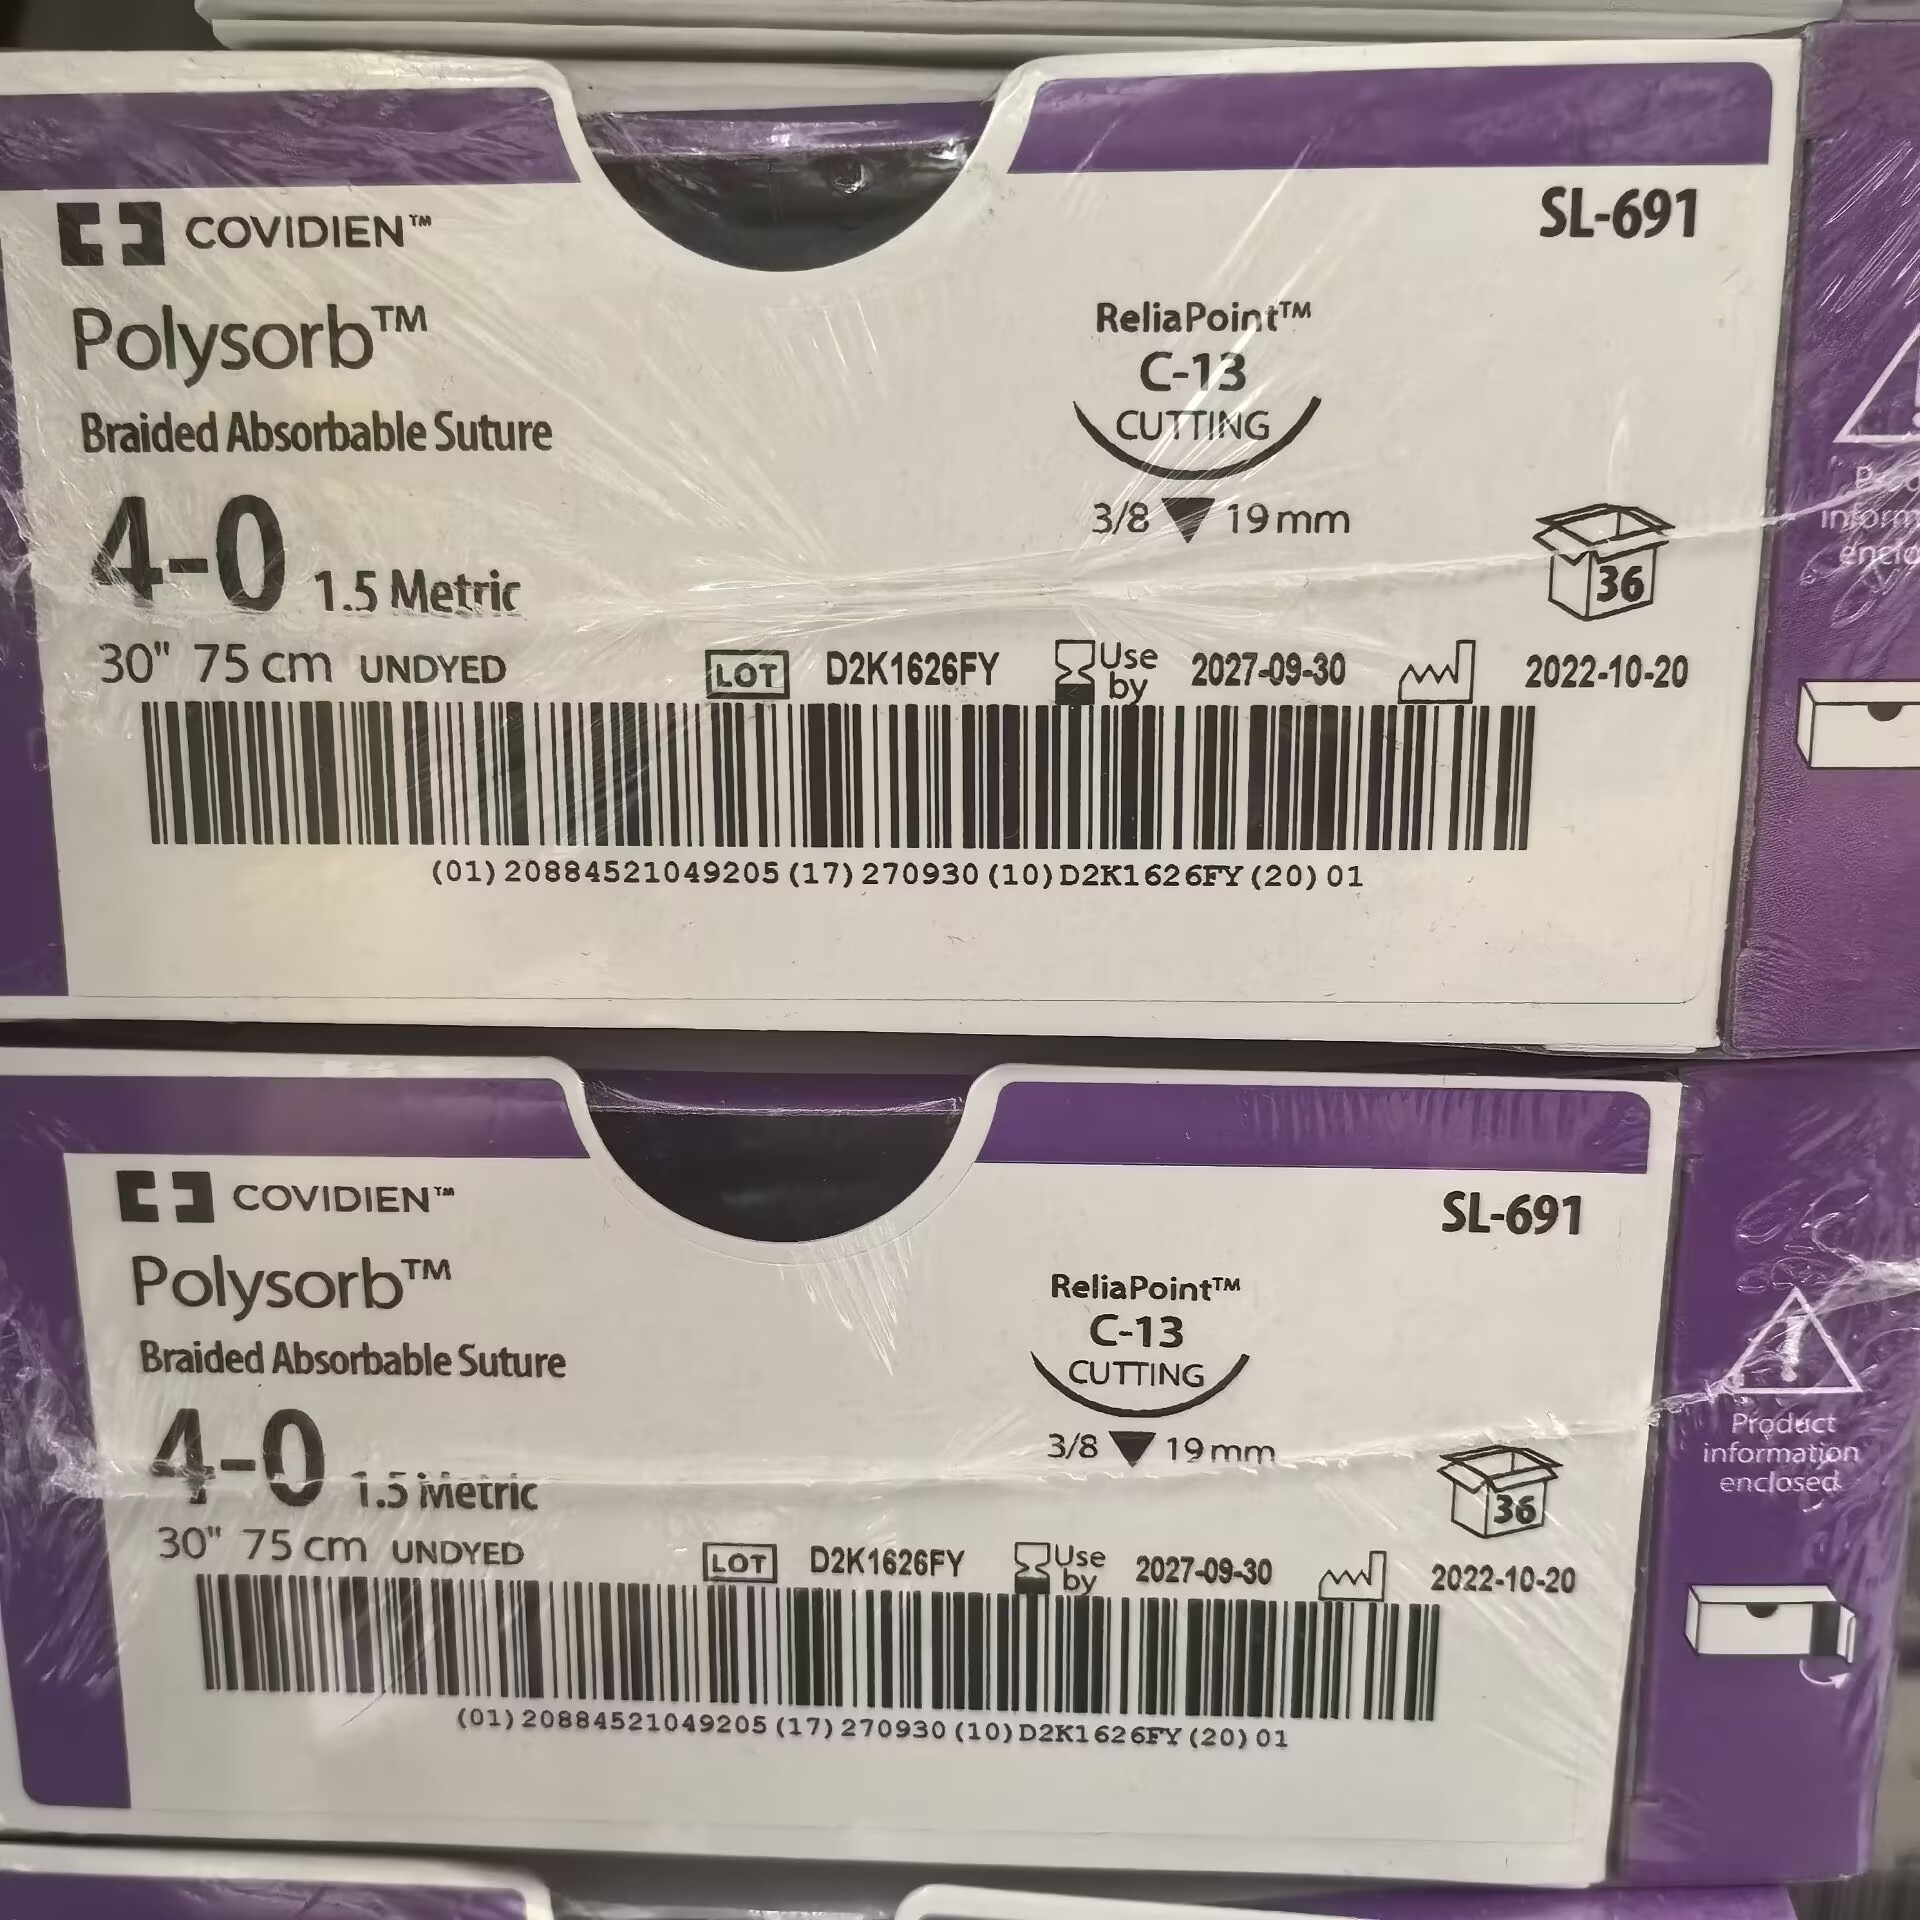 COVIDIEN™
SL-691
Polysorb™
ReliaPoint™
C-13
CUTTING
Braided Absorbable Suture
3/8 19 mm
4-0 1.5 Metric
36
30" 75 cm UNDYED
LOT D2K1626FY Use by 2027-09-30 2022-10-20
(01)20884521049205(17)270930(10)D2K1626FY(20)01
COVIDIEN™
SL-691
Polysorb™
ReliaPoint™
C-13
CUTTING
Braided Absorbable Suture
3/8 19 mm
4-0 1.5 Metric
36
30" 75 cm UNDYED
LOT D2K1626FY Use by 2027-09-30 2022-10-20
(01)20884521049205(17)270930(10)D2K1626FY(20)01
Product
information
enclosed